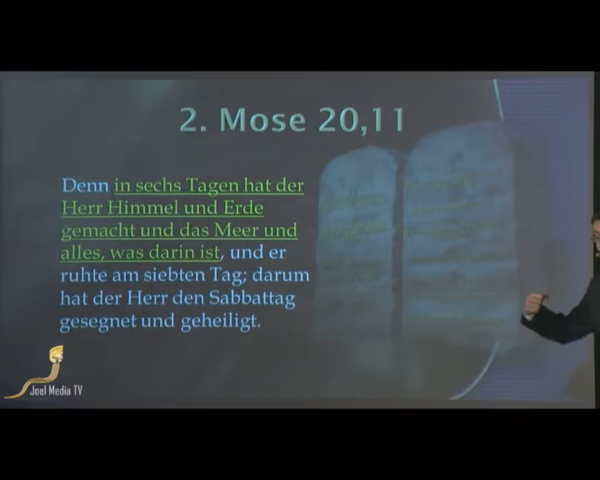 2. Mose 20,11
Denn in sechs Tagen hat der
Herr Himmel und Erde
gemacht und das Meer und
alles, was darin ist, und er
ruhte am siebten Tag; darum
hat der Herr den Sabbattag
gesegnet und geheiligt.
Joel Media TV